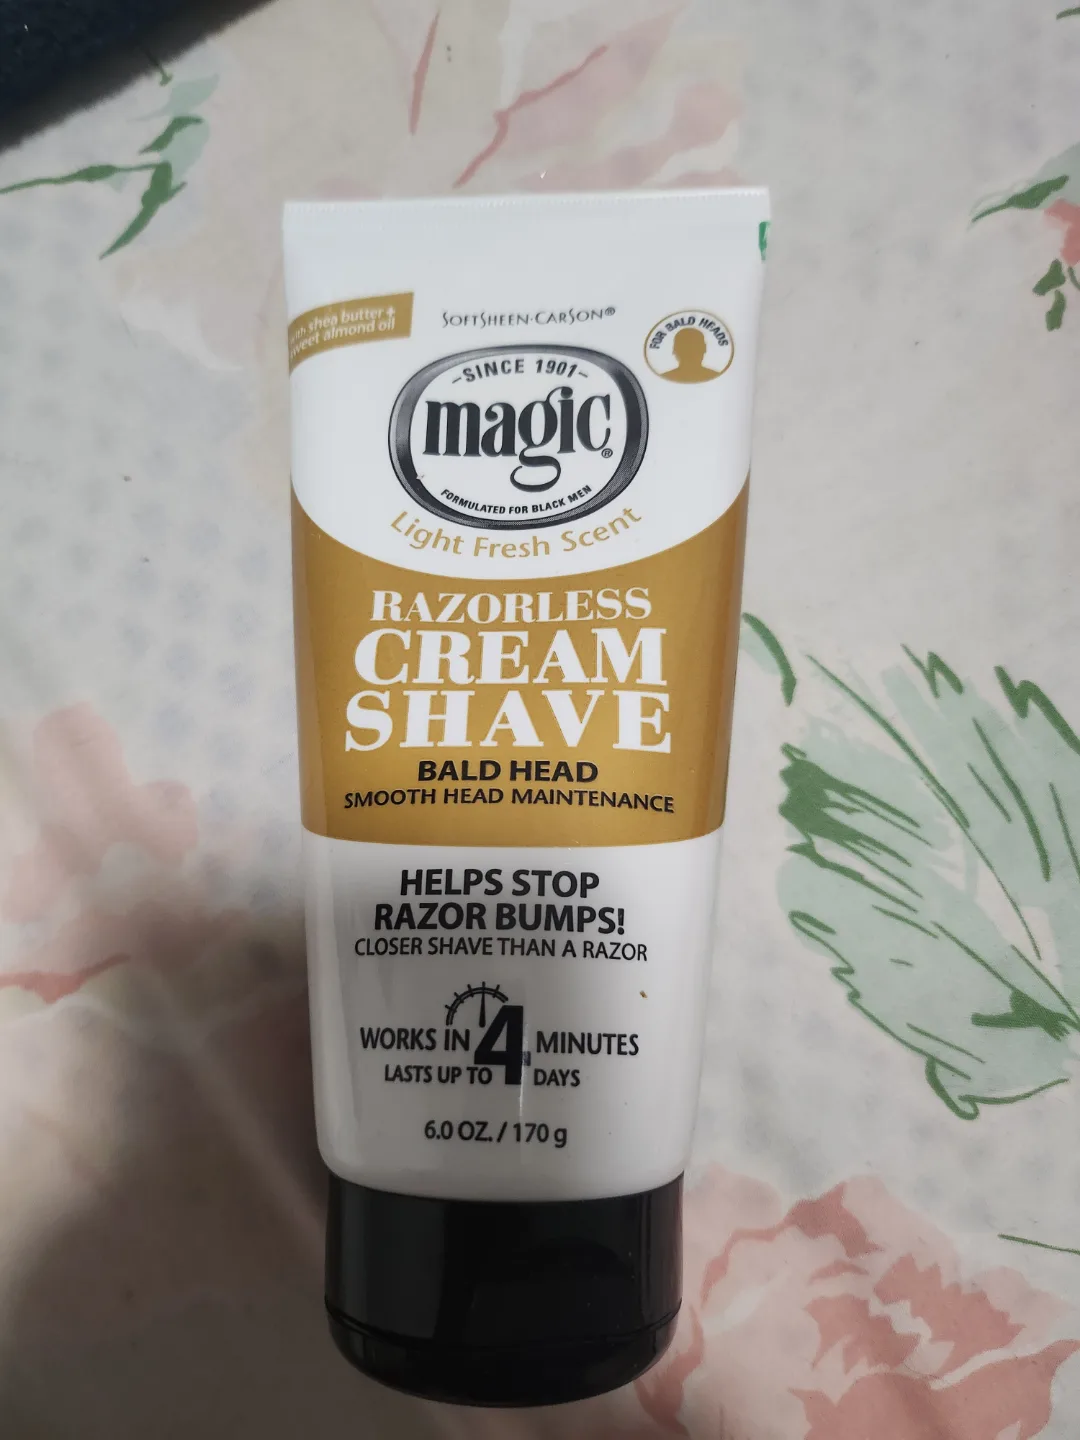 shea butter +
sweet almond oil
SOFTSHEEN·CARSON®
FOR BALD HEADS
-SINCE 1901-
magic®
FORMULATED FOR BLACK MEN
Light Fresh Scent
RAZORLESS
CREAM
SHAVE
BALD HEAD
SMOOTH HEAD MAINTENANCE
HELPS STOP
RAZOR BUMPS!
CLOSER SHAVE THAN A RAZOR
WORKS IN 4 MINUTES
LASTS UP TO 4 DAYS
6.0 OZ. / 170 g